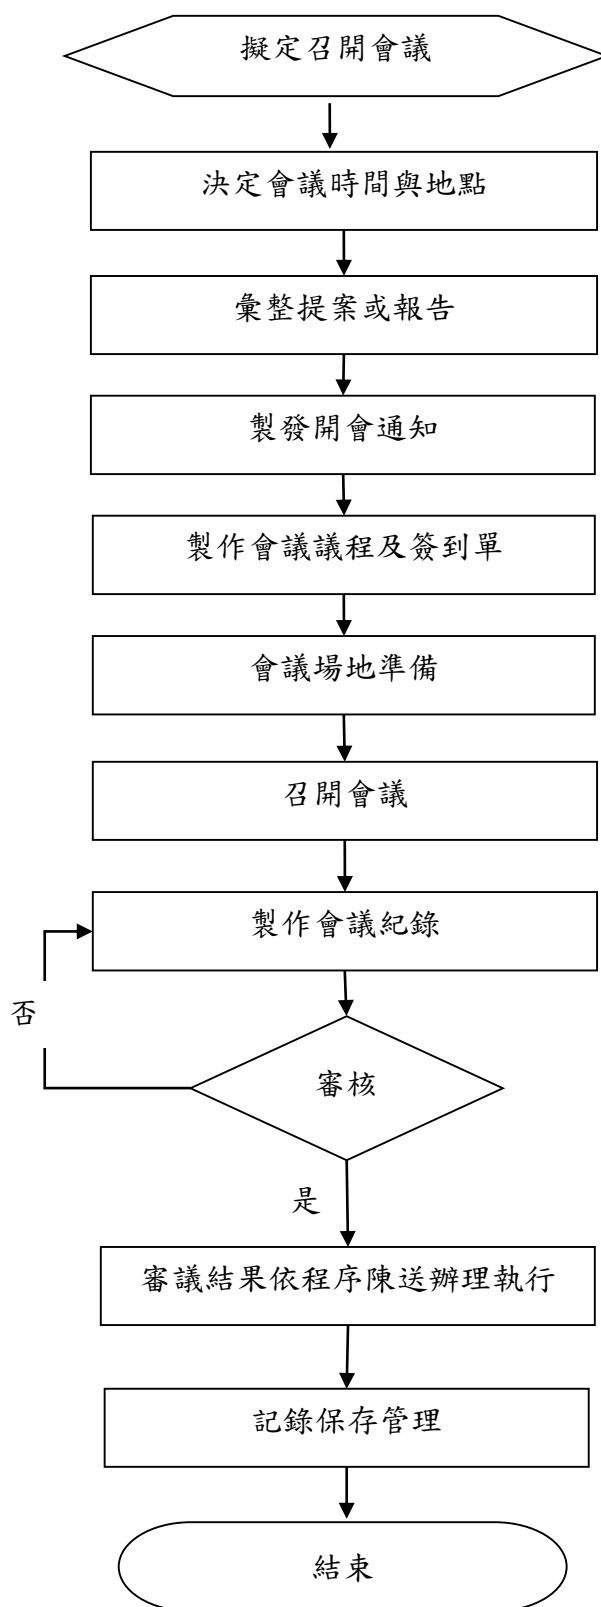 擬定召開會議
決定會議時間與地點
彙整提案或報告
製發開會通知
製作會議議程及簽到單
會議場地準備
召開會議
製作會議紀錄
否
審核
是
審議結果依程序陳送辦理執行
記錄保存管理
結束